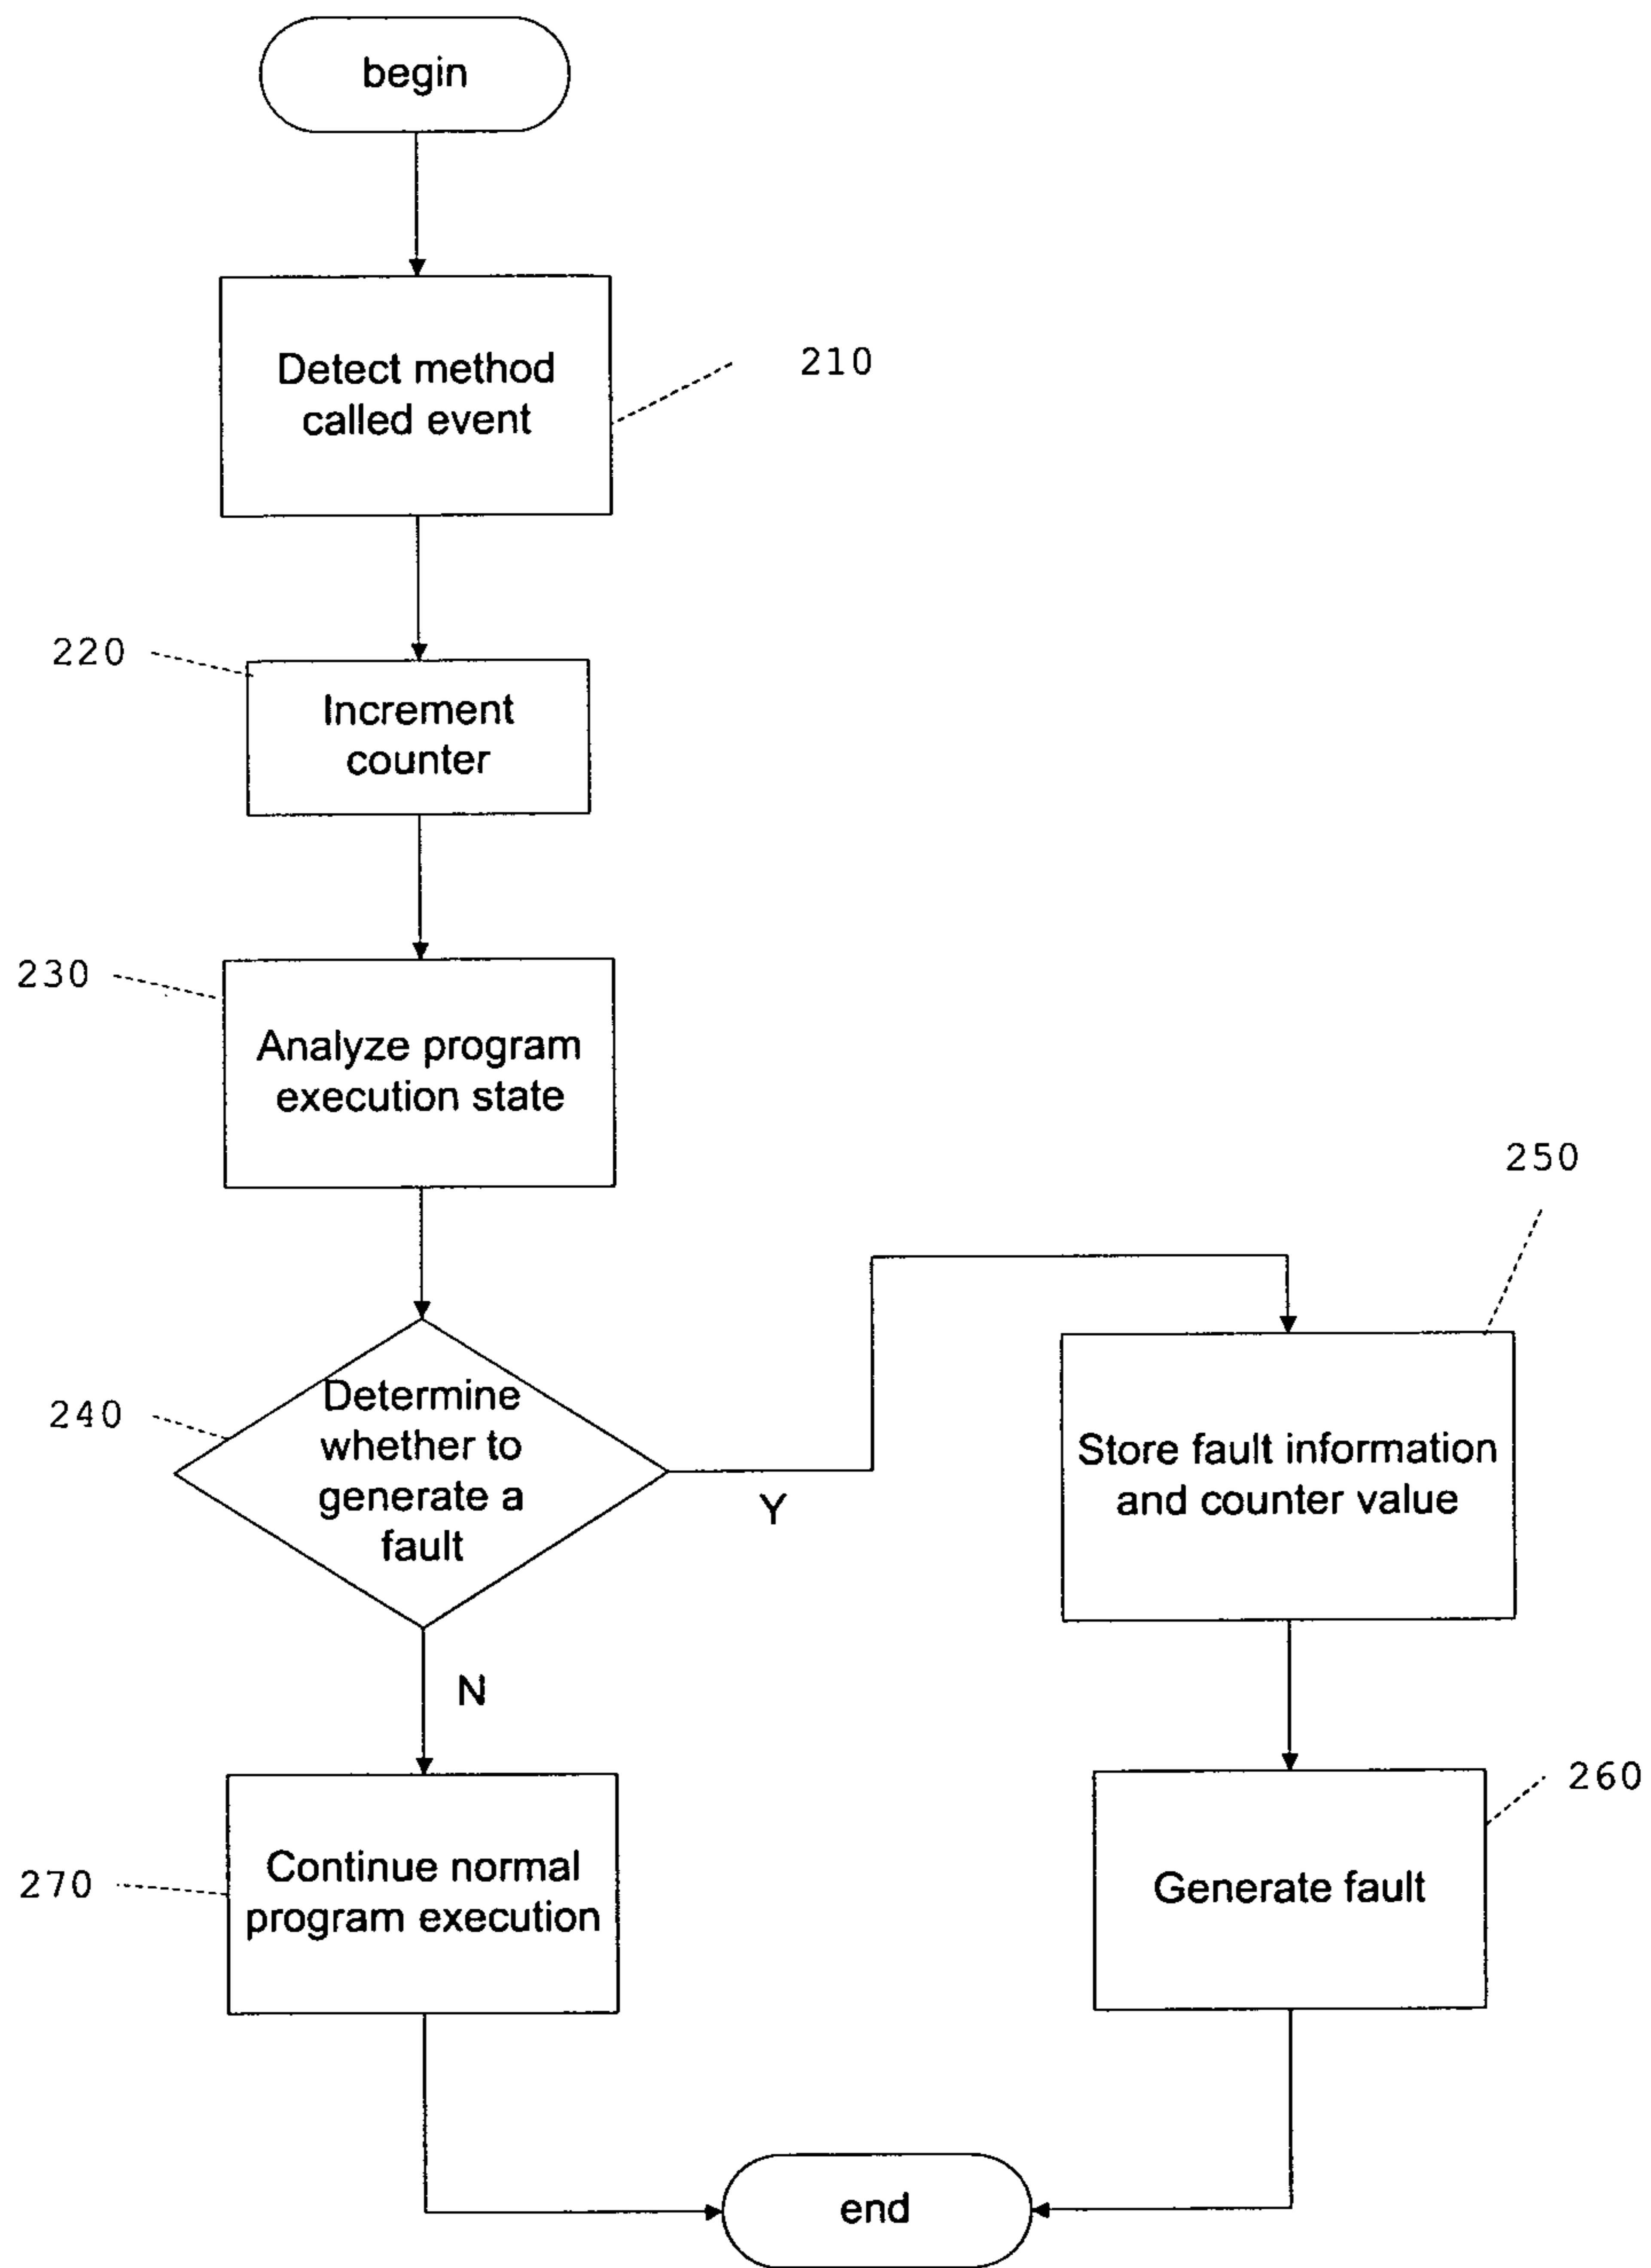 begin
Detect method
called event
210
220
Increment
counter
230
Analyze program
execution state
250
240
Determine
whether to
generate a
fault
Y
Store fault information
and counter value
N
260
270
Continue normal
program execution
Generate fault
end